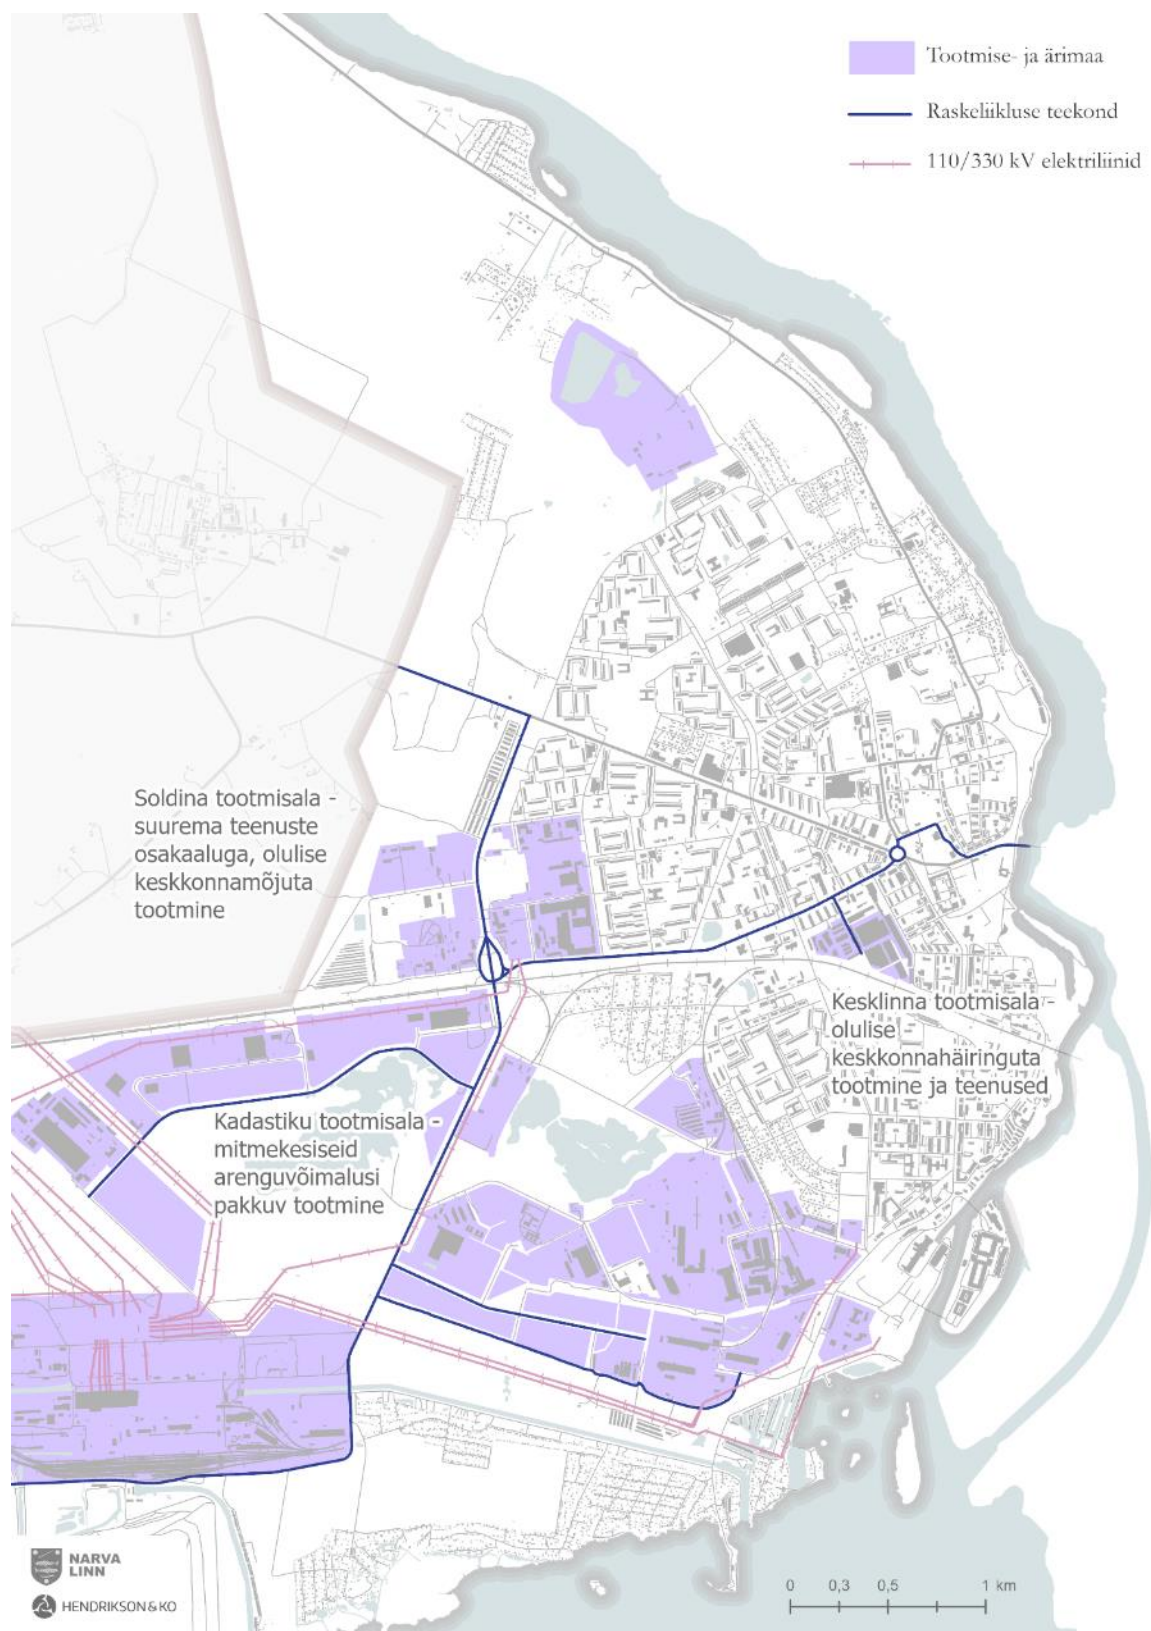 Tootmise- ja ärimaa
Raskeliikluse teekond
110/330 kV elektriliinid
Soldina tootmisala -
suurema teenuste
osakaaluga, olulise
keskkonnamõjuta
tootmine
Kesklinna tootmisala -
olulise
keskkonnahäiringuta
tootmine ja teenused
Kadastiku tootmisala -
mitmekesiseid
arenguvõimalusi
pakkuv tootmine
NARVA
LINN
HENDRIKSON & KO
0 0,3 0,5 1 km